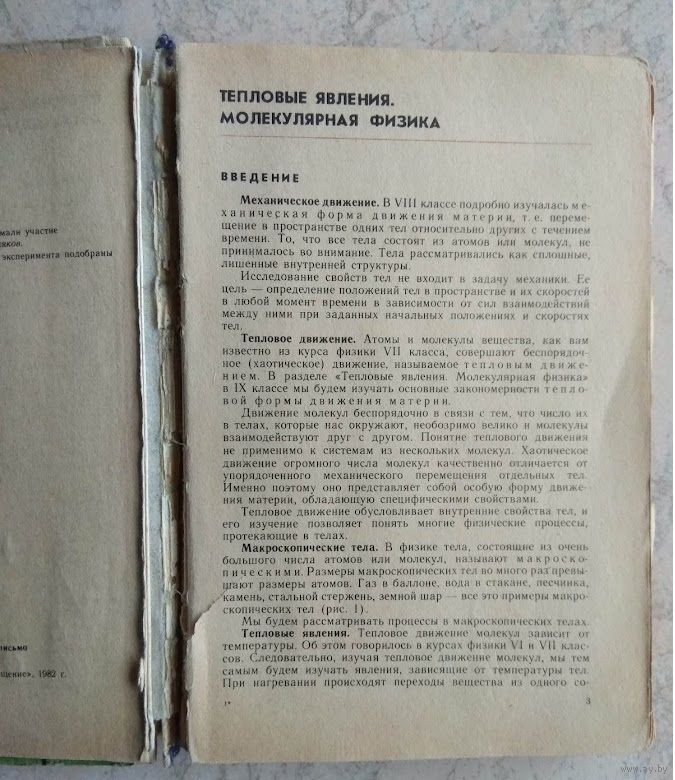 мали участие
яков.
эксперимента подобраны
письмо
щение», 1982 г.
ТЕПЛОВЫЕ ЯВЛЕНИЯ.
МОЛЕКУЛЯРНАЯ ФИЗИКА
ВВЕДЕНИЕ
Механическое движение. В VIII классе подробно изучалась ме-
ханическая форма движения материи, т. е. переме-
щение в пространстве одних тел относительно других с течением
времени. То, что все тела состоят из атомов или молекул, не
принималось во внимание. Тела рассматривались как сплошные,
лишенные внутренней структуры.
Исследование свойств тел не входит в задачу механики. Ее
цель — определение положений тел в пространстве и их скоростей
в любой момент времени в зависимости от сил взаимодействий
между ними при заданных начальных положениях и скоростях
тел.
Тепловое движение. Атомы и молекулы вещества, как вам
известно из курса физики VII класса, совершают беспорядоч-
ное (хаотическое) движение, называемое тепловым движе-
нием. В разделе «Тепловые явления. Молекулярная физика»
в IX классе мы будем изучать основные закономерности тепло-
вой формы движения материи.
Движение молекул беспорядочно в связи с тем, что число их
в телах, которые нас окружают, необозримо велико и молекулы
взаимодействуют друг с другом. Понятие теплового движения
не применимо к системам из нескольких молекул. Хаотическое
движение огромного числа молекул качественно отличается от
упорядоченного механического перемещения отдельных тел.
Именно поэтому оно представляет собой особую форму движе-
ния материи, обладающую специфическими свойствами.
Тепловое движение обусловливает внутренние свойства тел, и
его изучение позволяет понять многие физические процессы,
протекающие в телах.
Макроскопические тела. В физике тела, состоящие из очень
большого числа атомов или молекул, называют макроско-
пическими. Размеры макроскопических тел во много раз превы-
шают размеры атомов. Газ в баллоне, вода в стакане, песчинка,
камень, стальной стержень, земной шар — все это примеры макро-
скопических тел (рис. 1).
Мы будем рассматривать процессы в макроскопических телах.
Тепловые явления. Тепловое движение молекул зависит от
температуры. Об этом говорилось в курсах физики VI и VII клас-
сов. Следовательно, изучая тепловое движение молекул, мы тем
самым будем изучать явления, зависящие от температуры тел.
При нагревании происходят переходы вещества из одного со-
1* 3
www.ay.by